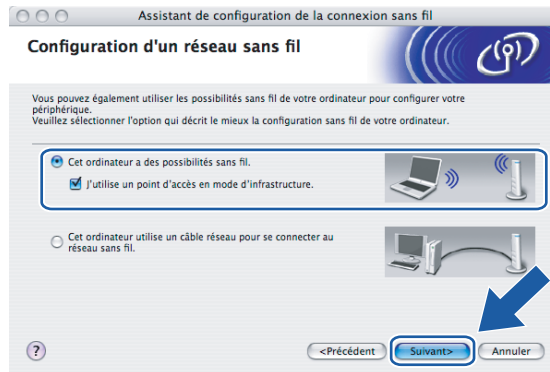 Assistant de configuration de la connexion sans fil
Configuration d'un réseau sans fil
Vous pouvez également utiliser les possibilités sans fil de votre ordinateur pour configurer votre
périphérique.
Veuillez sélectionner l'option qui décrit le mieux la configuration sans fil de votre ordinateur.
Cet ordinateur a des possibilités sans fil.
J'utilise un point d'accès en mode d'infrastructure.
Cet ordinateur utilise un câble réseau pour se connecter au
réseau sans fil.
?
<Précédent
Suivant>
Annuler